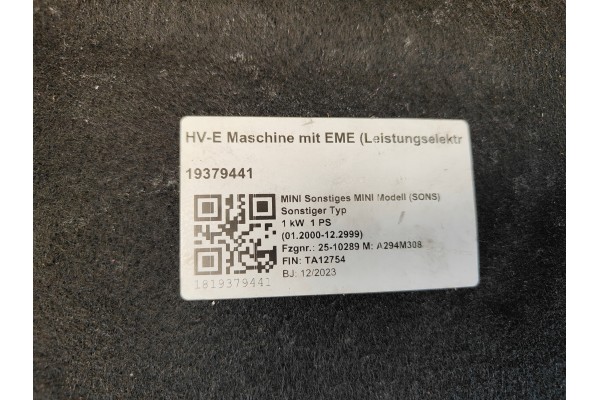 HV-E Maschine mit EME (Leistungselektr
19379441
MINI Sonstiges MINI Modell (SONS)
Sonstiger Typ
1 kW 1 PS
(01.2000-12.2999)
Fzgnr.: 25-10289 M: A294M308
FIN: TA12754
BJ: 12/2023
1819379441